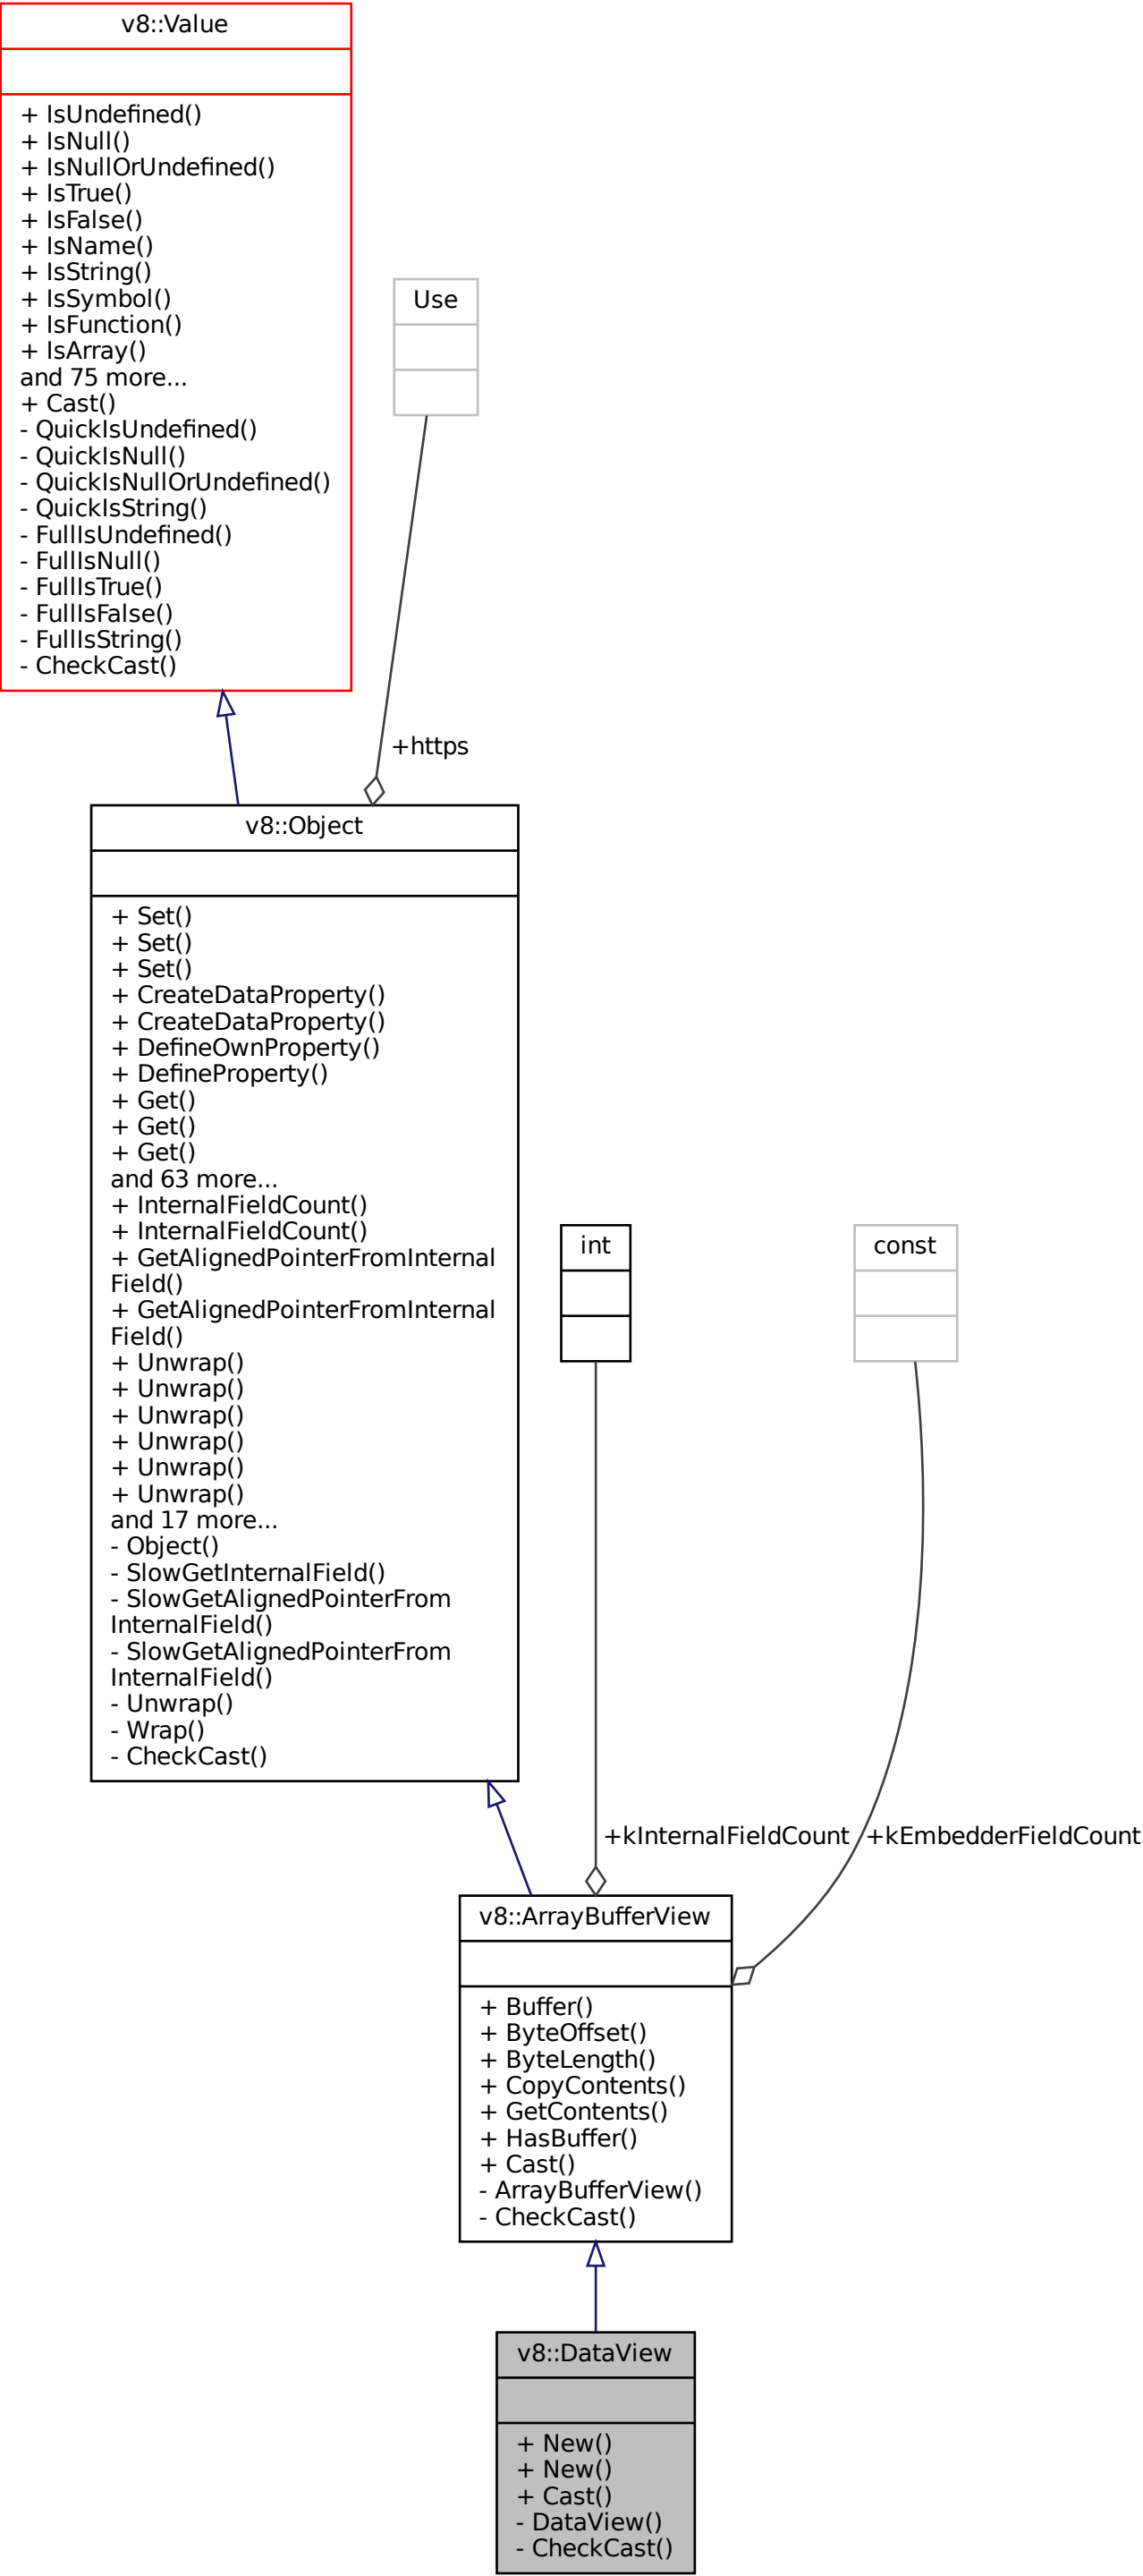 v8::Value
+ IsUndefined()
+ IsNull()
+ IsNullOrUndefined()
+ IsTrue()
+ IsFalse()
+ IsName()
+ IsString()
+ IsSymbol()
+ IsFunction()
+ IsArray()
and 75 more...
+ Cast()
- QuickIsUndefined()
- QuickIsNull()
- QuickIsNullOrUndefined()
- QuickIsString()
- FullIsUndefined()
- FullIsNull()
- FullIsTrue()
- FullIsFalse()
- FullIsString()
- CheckCast()
Use
+https
v8::Object
+ Set()
+ Set()
+ Set()
+ CreateDataProperty()
+ CreateDataProperty()
+ DefineOwnProperty()
+ DefineProperty()
+ Get()
+ Get()
+ Get()
and 63 more...
+ InternalFieldCount()
+ InternalFieldCount()
+ GetAlignedPointerFromInternal
Field()
+ GetAlignedPointerFromInternal
Field()
+ Unwrap()
+ Unwrap()
+ Unwrap()
+ Unwrap()
+ Unwrap()
+ Unwrap()
and 17 more...
- Object()
- SlowGetInternalField()
- SlowGetAlignedPointerFrom
InternalField()
- SlowGetAlignedPointerFrom
InternalField()
- Unwrap()
- Wrap()
- CheckCast()
int
const
+kInternalFieldCount
+kEmbedderFieldCount
v8::ArrayBufferView
+ Buffer()
+ ByteOffset()
+ ByteLength()
+ CopyContents()
+ GetContents()
+ HasBuffer()
+ Cast()
- ArrayBufferView()
- CheckCast()
v8::DataView
+ New()
+ New()
+ Cast()
- DataView()
- CheckCast()